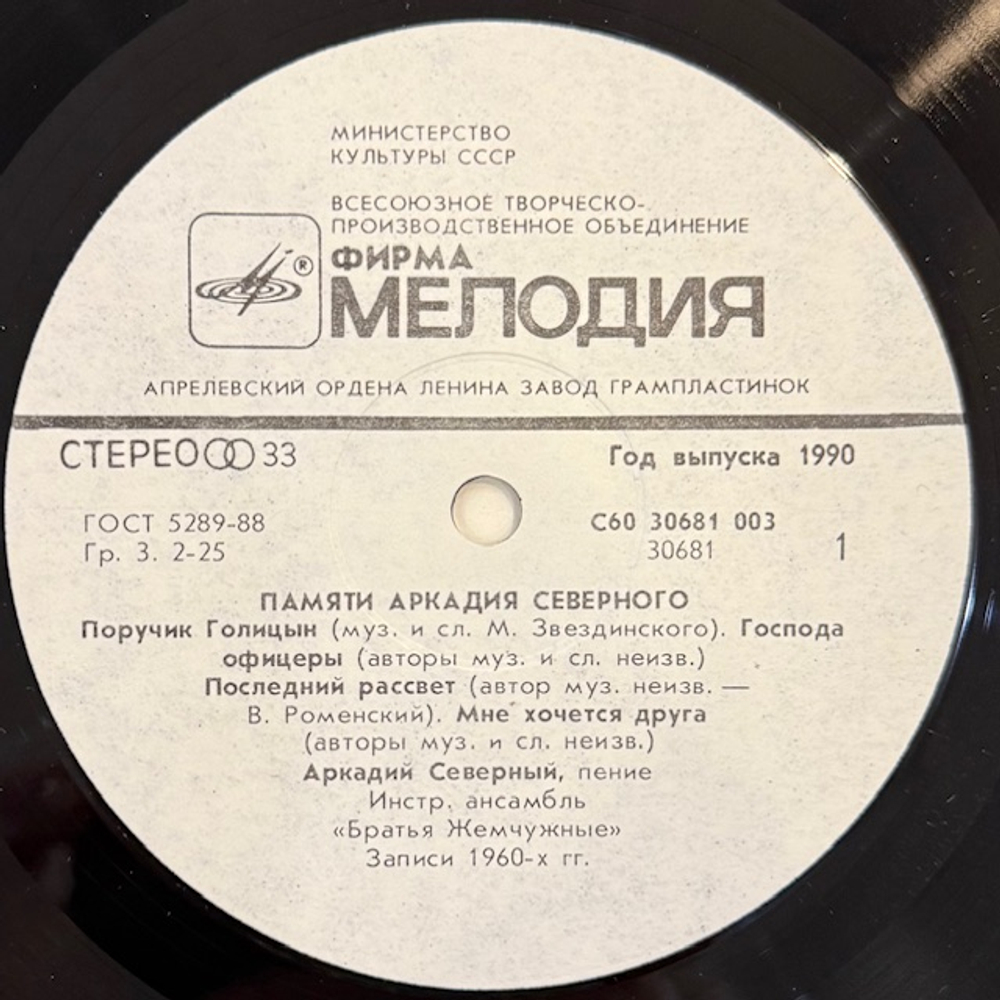 МИНИСТЕРСТВО
КУЛЬТУРЫ СССР
ВСЕСОЮЗНОЕ ТВОРЧЕСКО-
ПРОИЗВОДСТВЕННОЕ ОБЪЕДИНЕНИЕ
®
ФИРМА
МЕЛОДИЯ
АПРЕЛЕВСКИЙ ОРДЕНА ЛЕНИНА ЗАВОД ГРАМПЛАСТИНОК
СТЕРЕО 33 Год выпуска 1990
ГОСТ 5289-88 С60 30681 003
Гр. 3. 2-25 30681 1
ПАМЯТИ АРКАДИЯ СЕВЕРНОГО
Поручик Голицын (муз. и сл. М. Звездинского). Господа
офицеры (авторы муз. и сл. неизв.)
Последний рассвет (автор муз. неизв. —
В. Роменский). Мне хочется друга
(авторы муз. и сл. неизв.)
Аркадий Северный, пение
Инстр. ансамбль
«Братья Жемчужные»
Записи 1960-х гг.